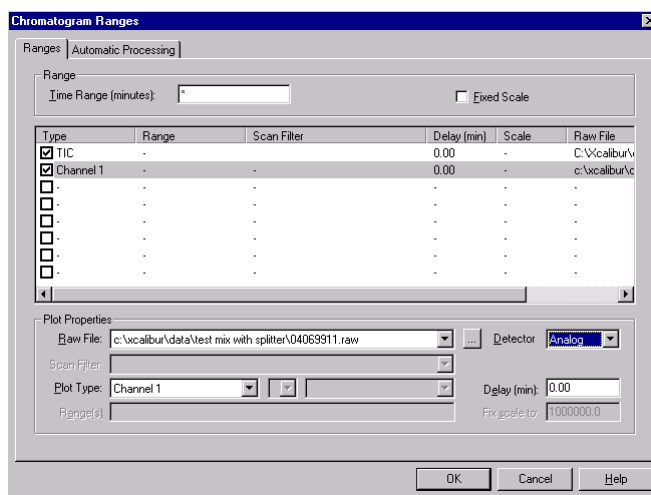 Chromatogram Ranges
Ranges Automatic Processing
Range
Time Range (minutes): * Fixed Scale
Type Range Scan Filter Delay (min) Scale Raw File
TIC - 0.00 - C:\Xcalibur\
Channel 1 - - 0.00 - c:\xcalibur\c
- - - - - -
- - - - - -
- - - - - -
- - - - - -
- - - - - -
- - - - - -
Plot Properties
Raw File: c:\xcalibur\data\test mix with splitter\04069911.raw ... Detector Analog
Scan Filter:
Plot Type: Channel 1 Delay (min): 0.00
Range(s) Fix scale to: 1000000.0
OK Cancel Help